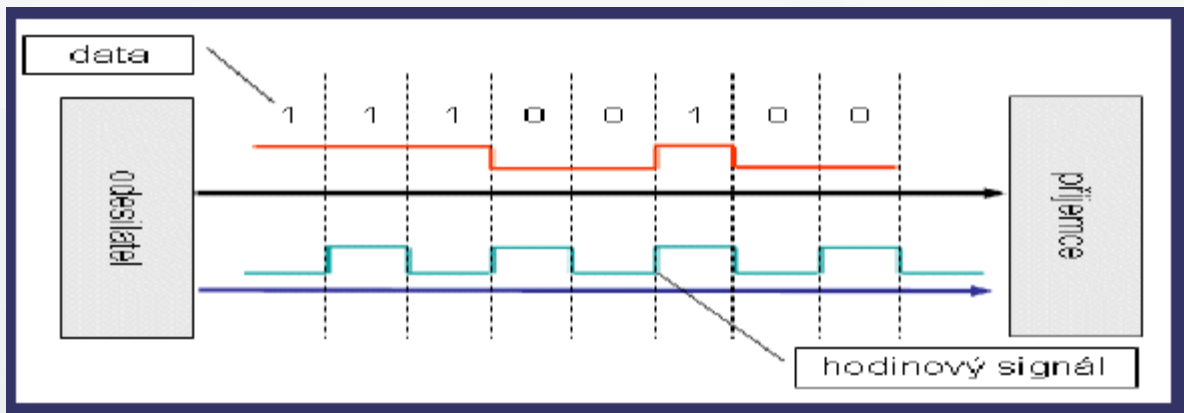 data
1 1 1 0 0 1 0 0
odesílatel
příjemce
hodinový signál